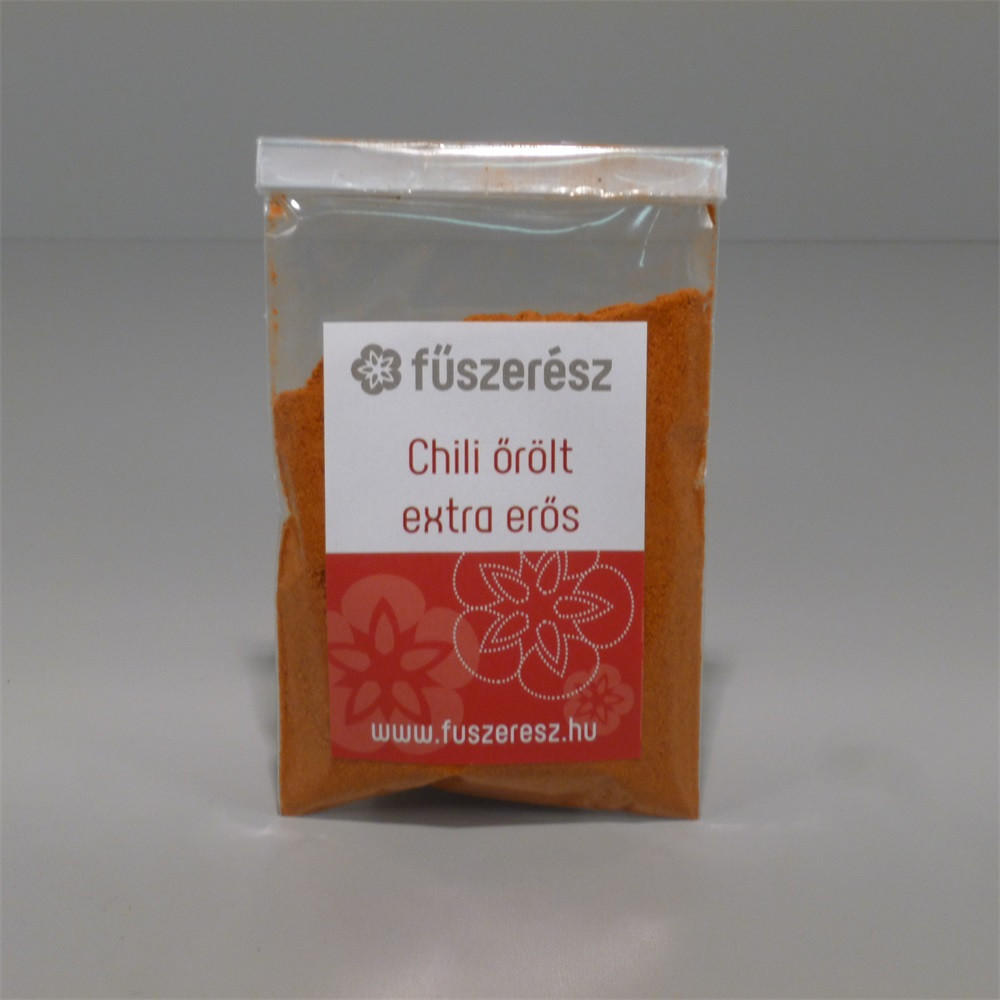 fűszerész
Chili őrölt
extra erős
www.fuszeresz.hu